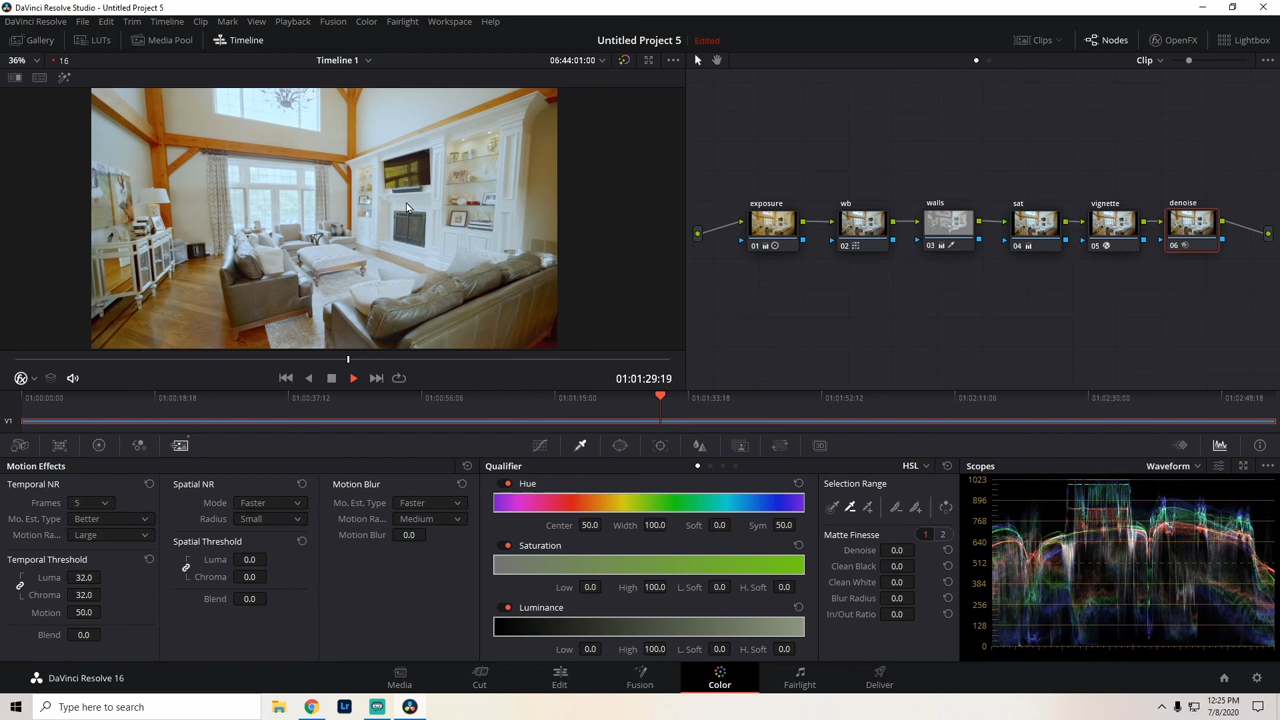 DaVinci Resolve Studio - Untitled Project 5
DaVinci Resolve File Edit Trim Timeline Clip Mark View Playback Fusion Color Fairlight Workspace Help
Gallery LUTs Media Pool Timeline Untitled Project 5 Edited Clips Nodes OpenFX Lightbox
36% 16 Timeline 1 06:44:01:00 Clip
exposure wb walls sat vignette denoise
01 02 03 04 05 06
01:01:29:19
01:00:00:00 01:00:18:18 01:00:37:12 01:00:56:06 01:01:15:00 01:01:33:18 01:01:52:12 01:02:11:06 01:02:30:00 01:02:48:18
V1
Motion Effects Qualifier HSL Scopes Waveform
Temporal NR Spatial NR Motion Blur Hue Selection Range
Frames 5 Mode Faster Mo. Est. Type Faster
Mo. Est. Type Better Radius Small Motion Ra... Medium Center 50.0 Width 100.0 Soft 0.0 Sym 50.0
Motion Ra... Large Spatial Threshold Motion Blur 0.0 Matte Finesse 1 2
Temporal Threshold Luma 0.0 Saturation Denoise 0.0
Luma 32.0 Chroma 0.0 Clean Black 0.0
Chroma 32.0 Blend 0.0 Low 0.0 High 100.0 L. Soft 0.0 H. Soft 0.0 Clean White 0.0
Motion 50.0 Luminance Blur Radius 0.0
Blend 0.0 In/Out Ratio 0.0
Low 0.0 High 100.0 L. Soft 0.0 H. Soft 0.0
1023
896
768
640
512
384
256
128
0
DaVinci Resolve 16 Media Cut Edit Fusion Color Fairlight Deliver
Type here to search
Lr
12:25 PM
7/8/2020